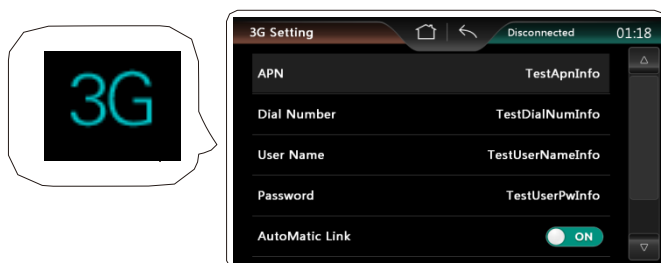 3G
3G Setting Disconnected 01:18
APN TestApnInfo
Dial Number TestDialNumInfo
User Name TestUserNameInfo
Password TestUserPwInfo
AutoMatic Link ON